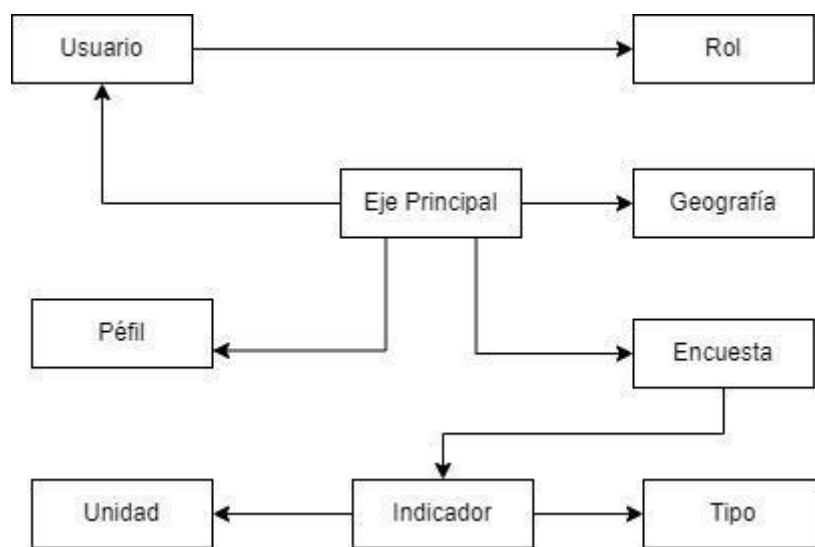 Usuario
Rol
Eje Principal
Geografía
Péfil
Encuesta
Unidad
Indicador
Tipo